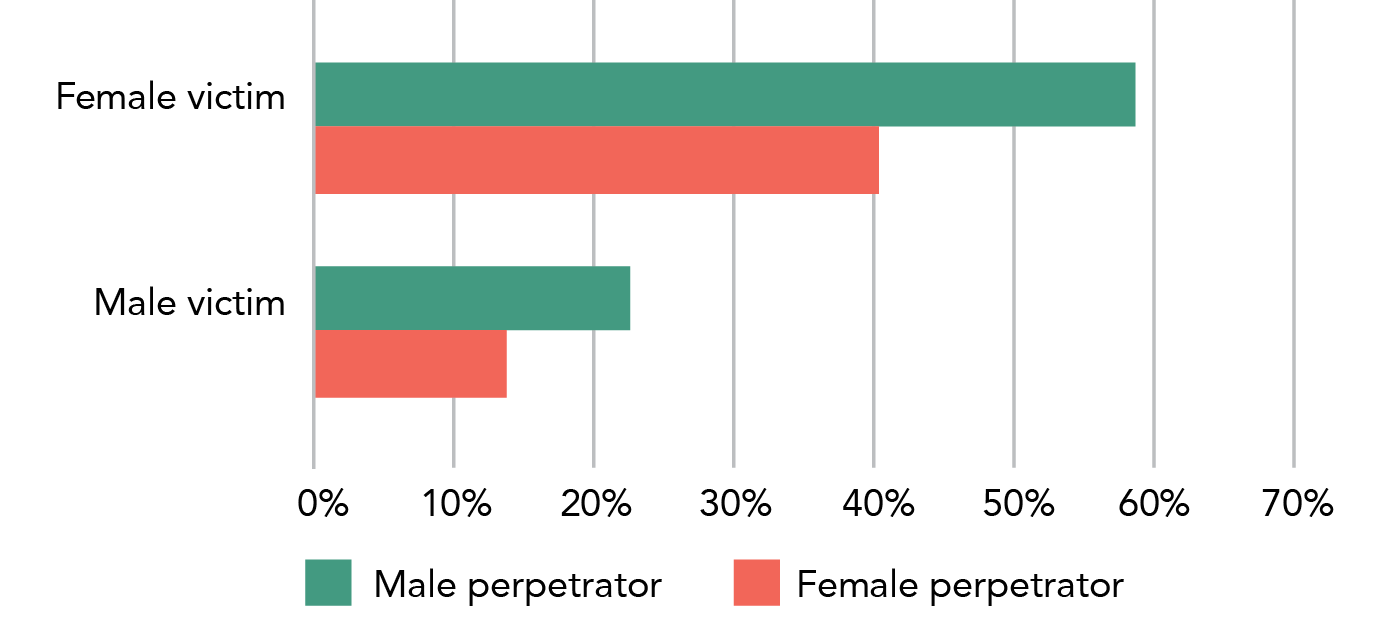 Female victim
Male victim
0% 10% 20% 30% 40% 50% 60% 70%
Male perpetrator Female perpetrator